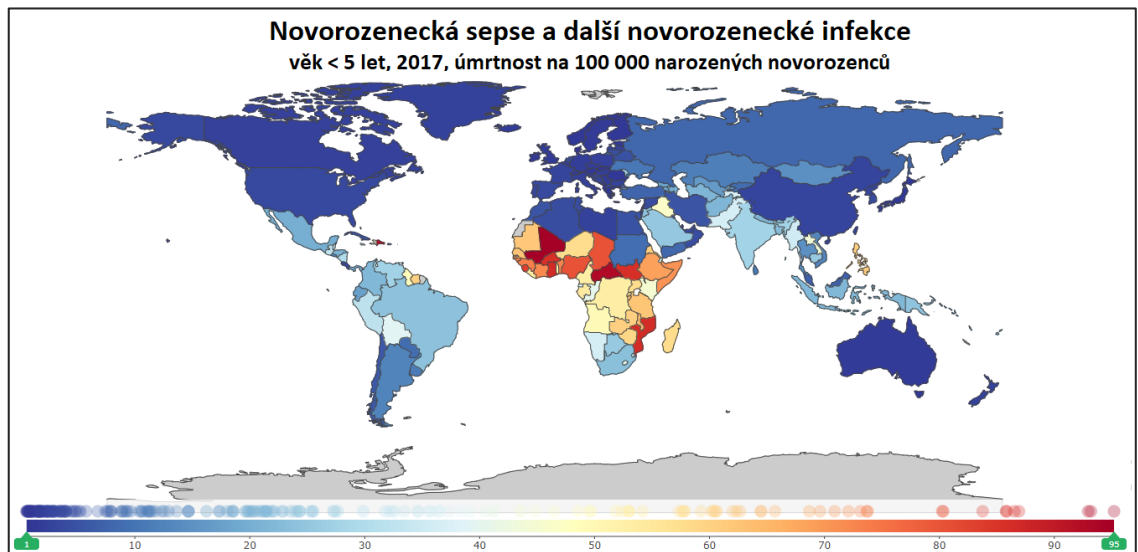 Novorozenecká sepse a další novorozenecké infekce
věk < 5 let, 2017, úmrtnost na 100 000 narozených novorozenců
1 10 20 30 40 50 60 70 80 90 95